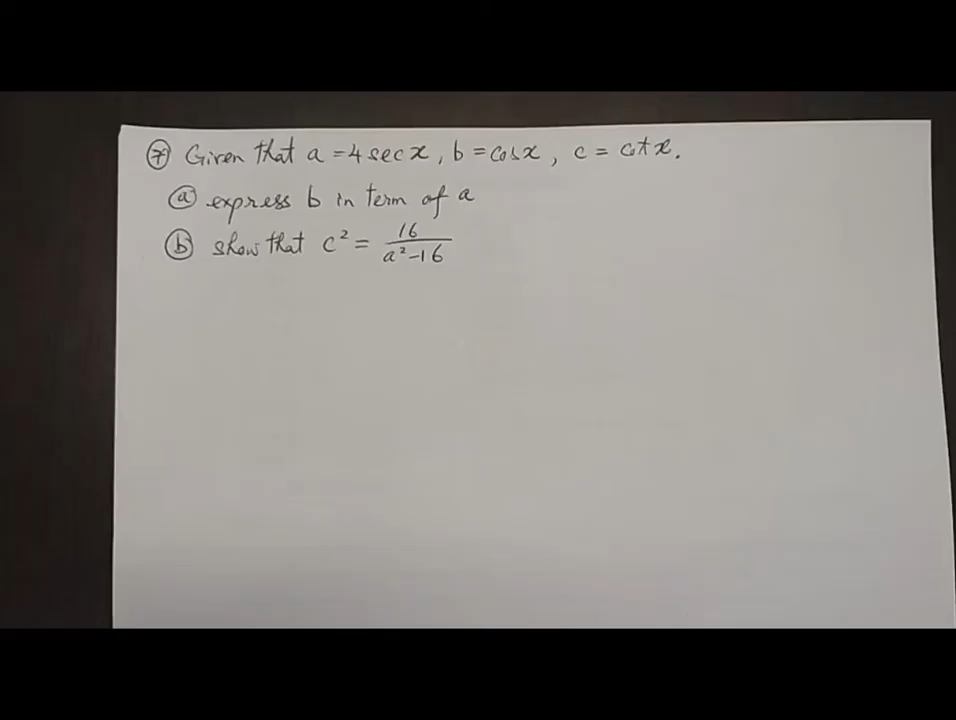 ⑦ Given that a = 4 sec x, b = cos x, c = cot x.
ⓐ express b in term of a
ⓑ show that c² = 16/(a²-16)